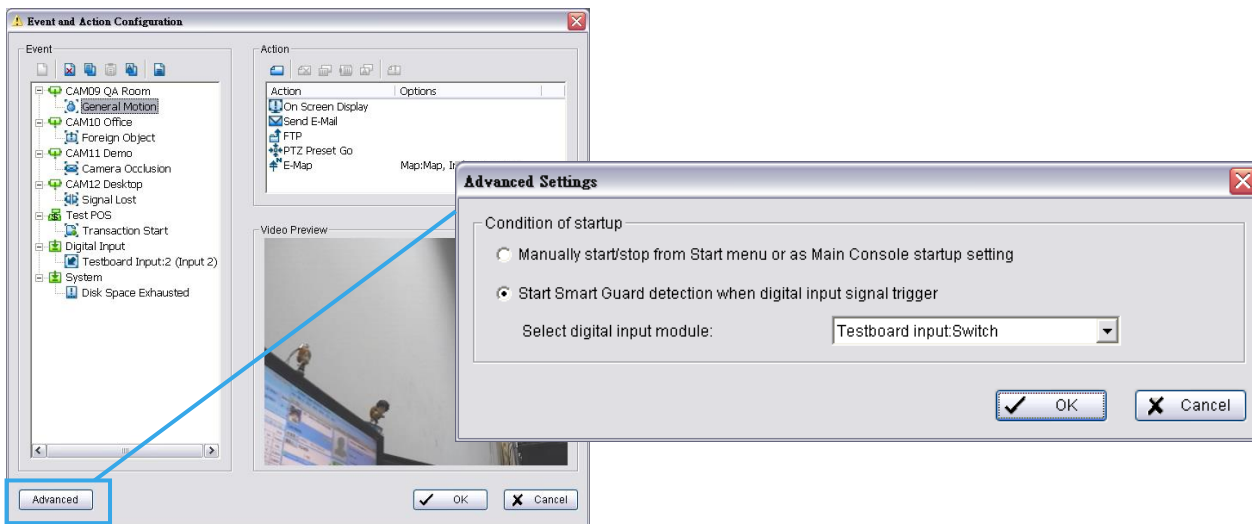 Event and Action Configuration
Event
CAM09 QA Room
General Motion
CAM10 Office
Foreign Object
CAM11 Demo
Camera Occlusion
CAM12 Desktop
Signal Lost
Test POS
Transaction Start
Digital Input
Testboard Input:2 (Input 2)
System
Disk Space Exhausted
Advanced
Action
Action Options
On Screen Display
Send E-Mail
FTP
PTZ Preset Go
E-Map Map:Map,
Video Preview
OK Cancel
Advanced Settings
Condition of startup
Manually start/stop from Start menu or as Main Console startup setting
Start Smart Guard detection when digital input signal trigger
Select digital input module: Testboard input:Switch
OK Cancel